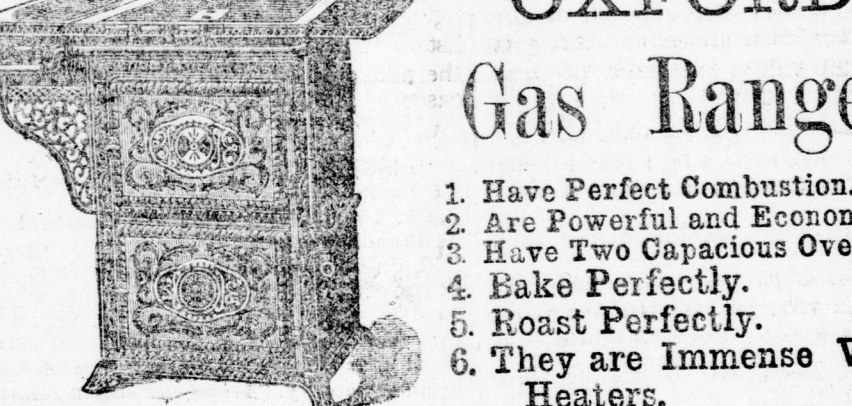 OXFORD
Gas Range
1. Have Perfect Combustion.
2. Are Powerful and Econom
3. Have Two Capacious Ove
4. Bake Perfectly.
5. Roast Perfectly.
6. They are Immense
Heaters.